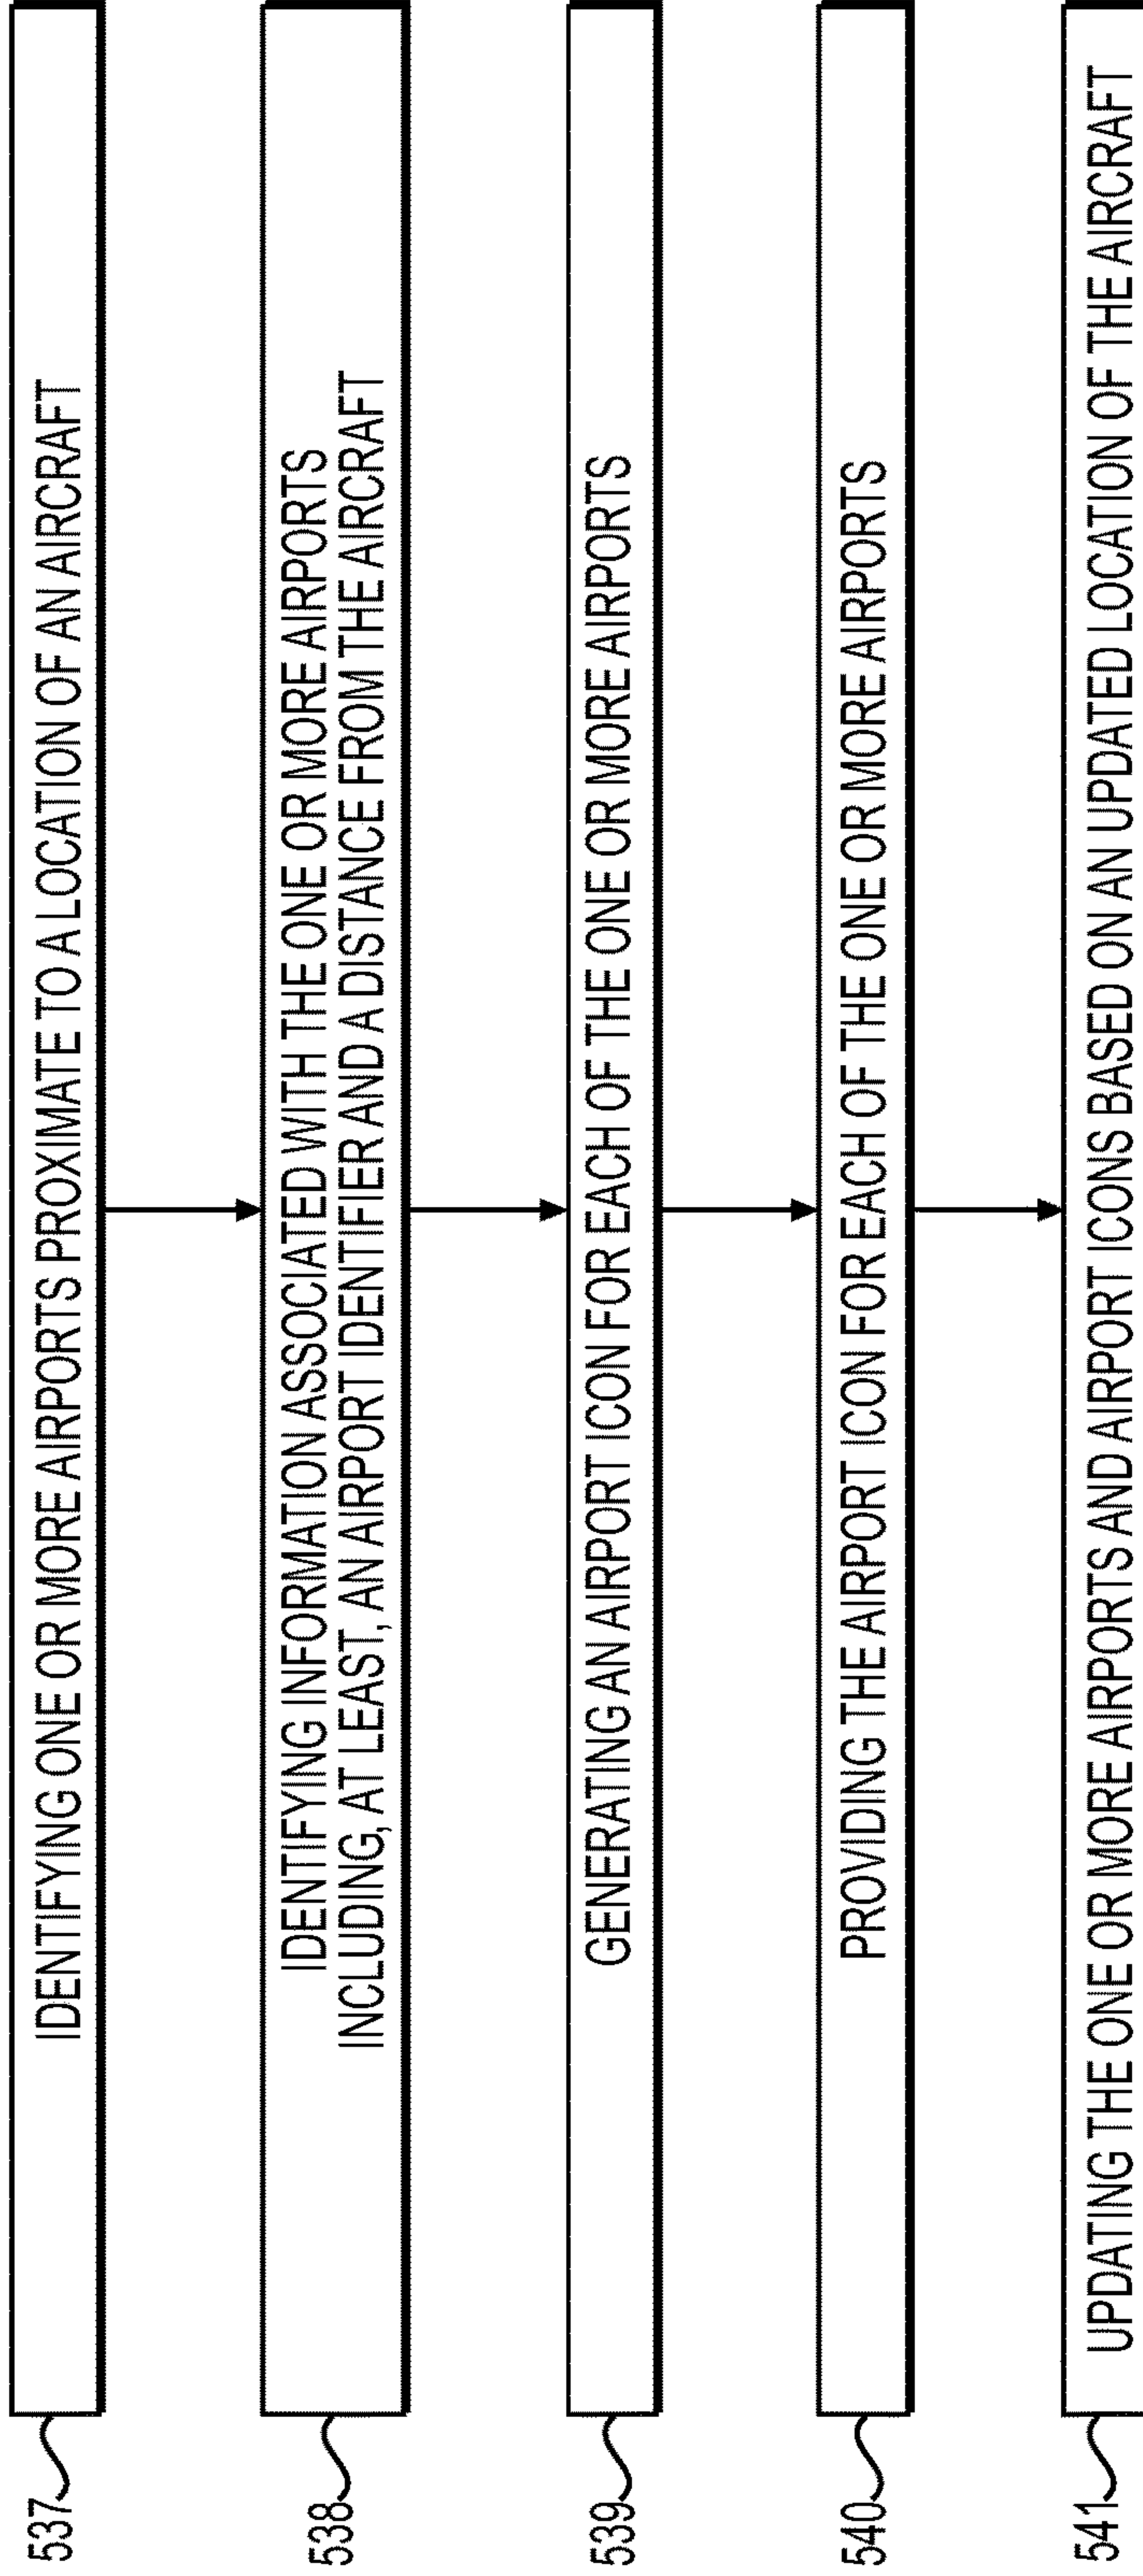 537
IDENTIFYING ONE OR MORE AIRPORTS PROXIMATE TO A LOCATION OF AN AIRCRAFT
538
IDENTIFYING INFORMATION ASSOCIATED WITH THE ONE OR MORE AIRPORTS
INCLUDING, AT LEAST, AN AIRPORT IDENTIFIER AND A DISTANCE FROM THE AIRCRAFT
539
GENERATING AN AIRPORT ICON FOR EACH OF THE ONE OR MORE AIRPORTS
540
PROVIDING THE AIRPORT ICON FOR EACH OF THE ONE OR MORE AIRPORTS
541
UPDATING THE ONE OR MORE AIRPORTS AND AIRPORT ICONS BASED ON AN UPDATED LOCATION OF THE AIRCRAFT